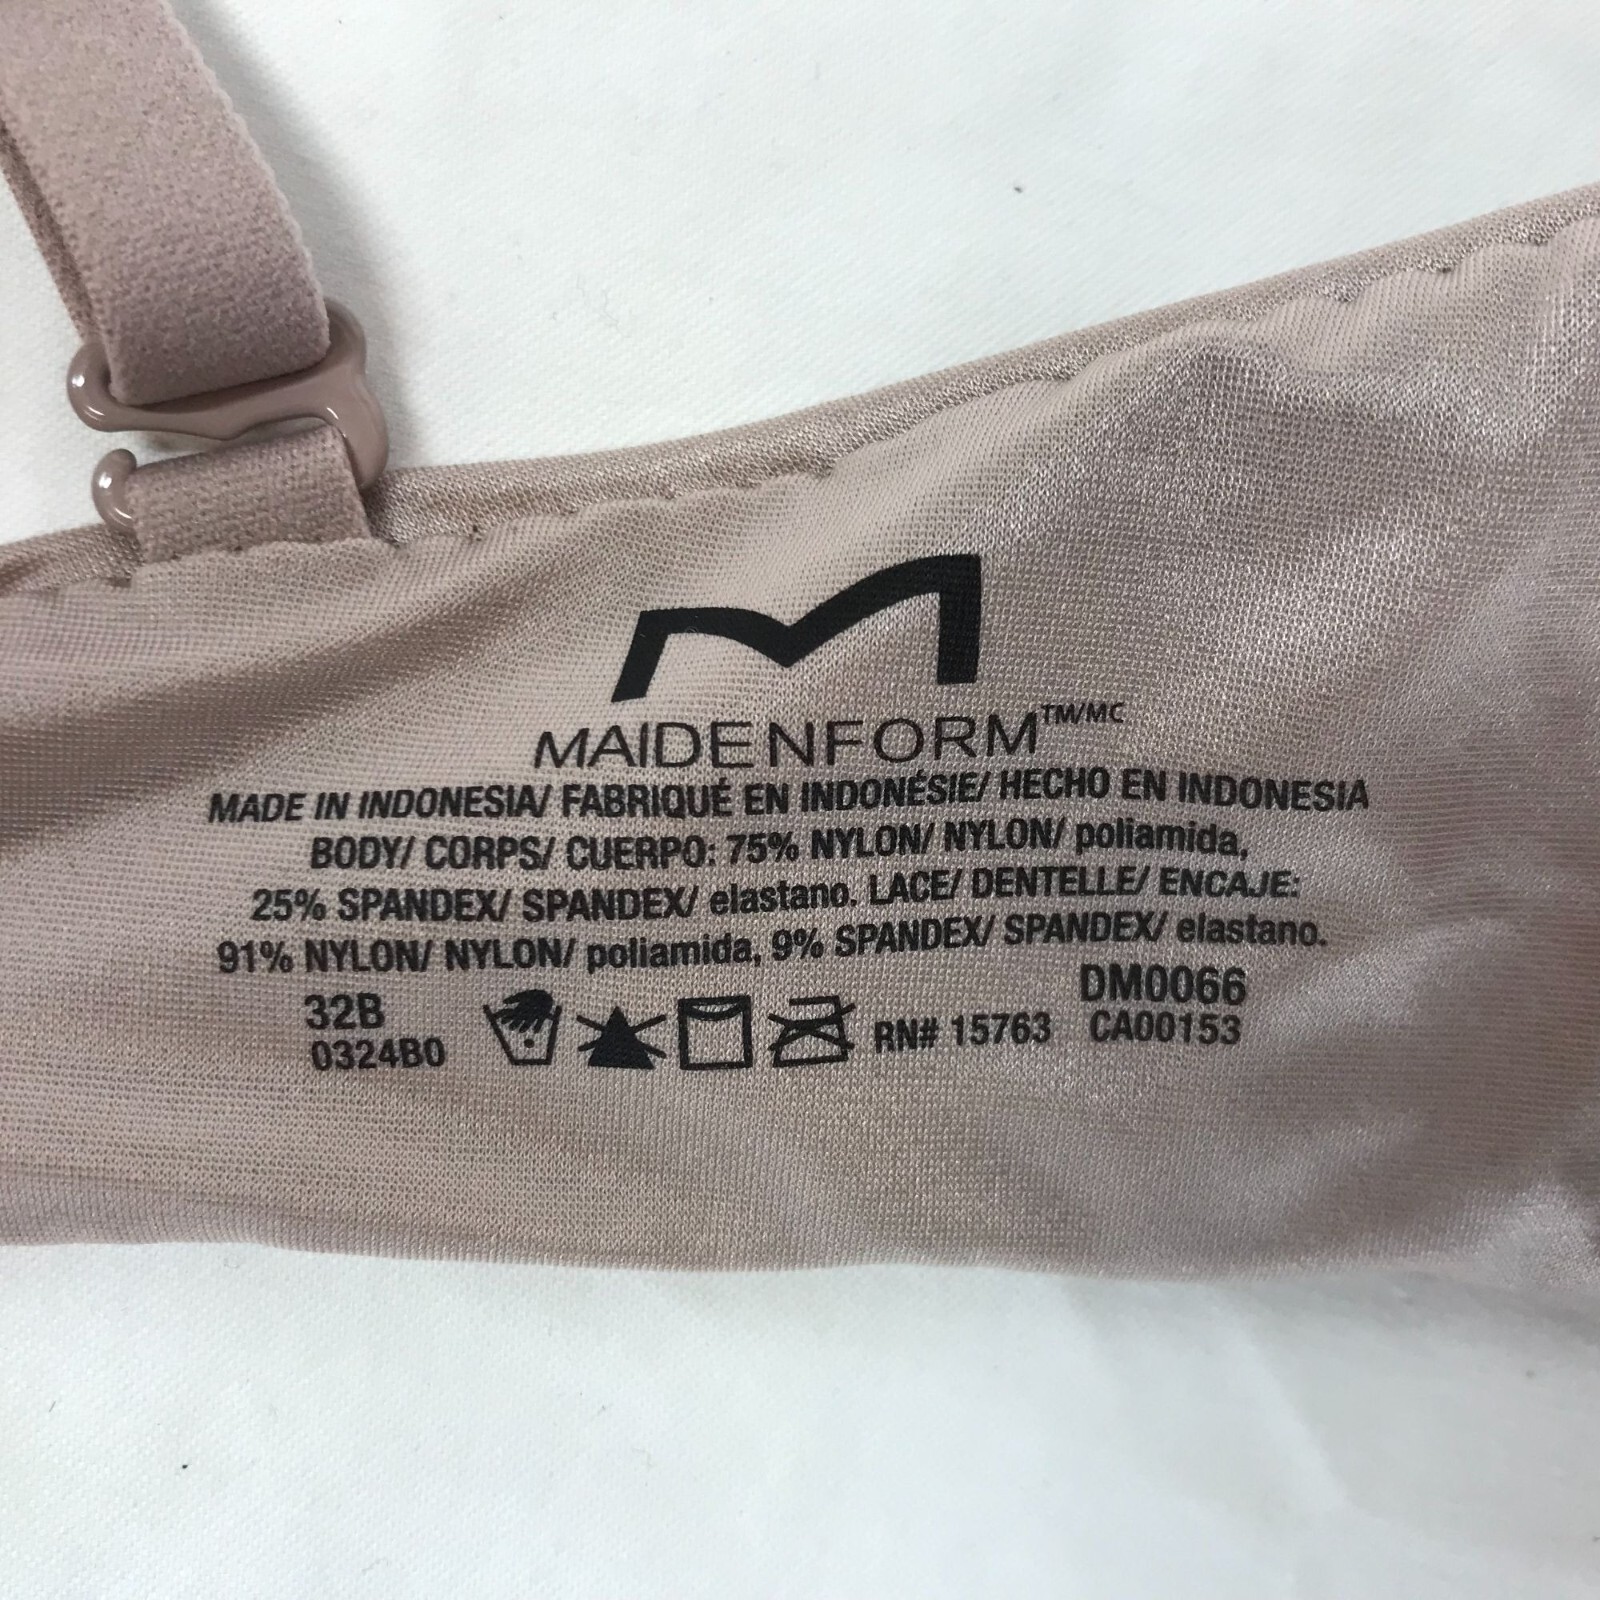 MAIDENFORM™/MC
MADE IN INDONESIA/ FABRIQUÉ EN INDONÉSIE/ HECHO EN INDONESIA
BODY/ CORPS/ CUERPO: 75% NYLON/ NYLON/ poliamida,
25% SPANDEX/ SPANDEX/ elastano. LACE/ DENTELLE/ ENCAJE:
91% NYLON/ NYLON/ poliamida, 9% SPANDEX/ SPANDEX/ elastano.
32B DM0066
0324B0 RN# 15763 CA00153